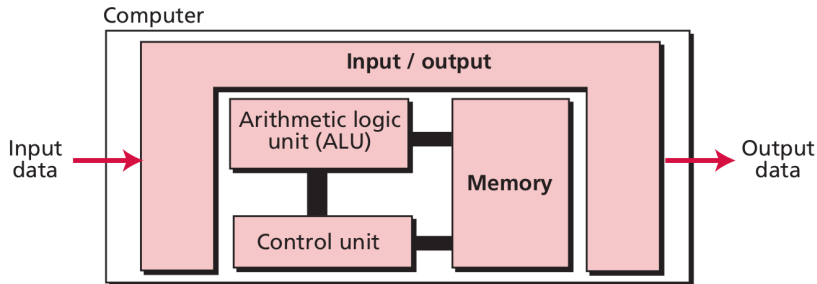 Computer
Input / output
Arithmetic logic
unit (ALU)
Input
data
Memory
Output
data
Control unit